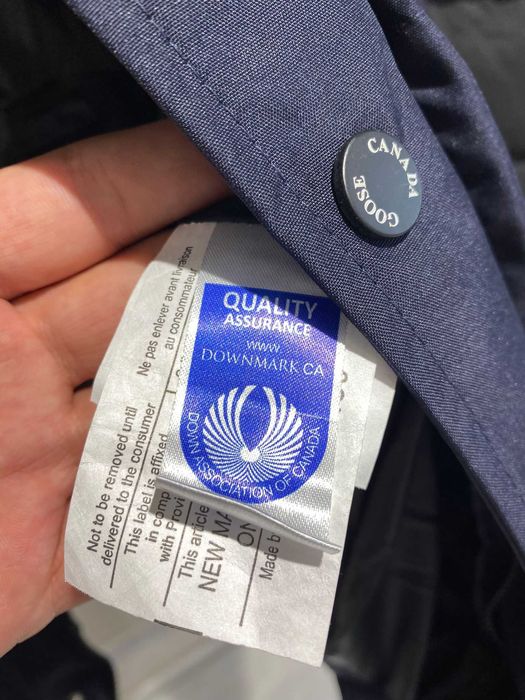 CANADA
GOOSE
Ne pas enlever avant livraison
au consommateur
QUALITY
ASSURANCE
WWW
DOWNMARK CA
DOWN ASSOCIATION OF CANADA
Not to be removed until
delivered to the consumer
This label is affixed
in comp
with Provi
This article
NEW MA
ON
Made b